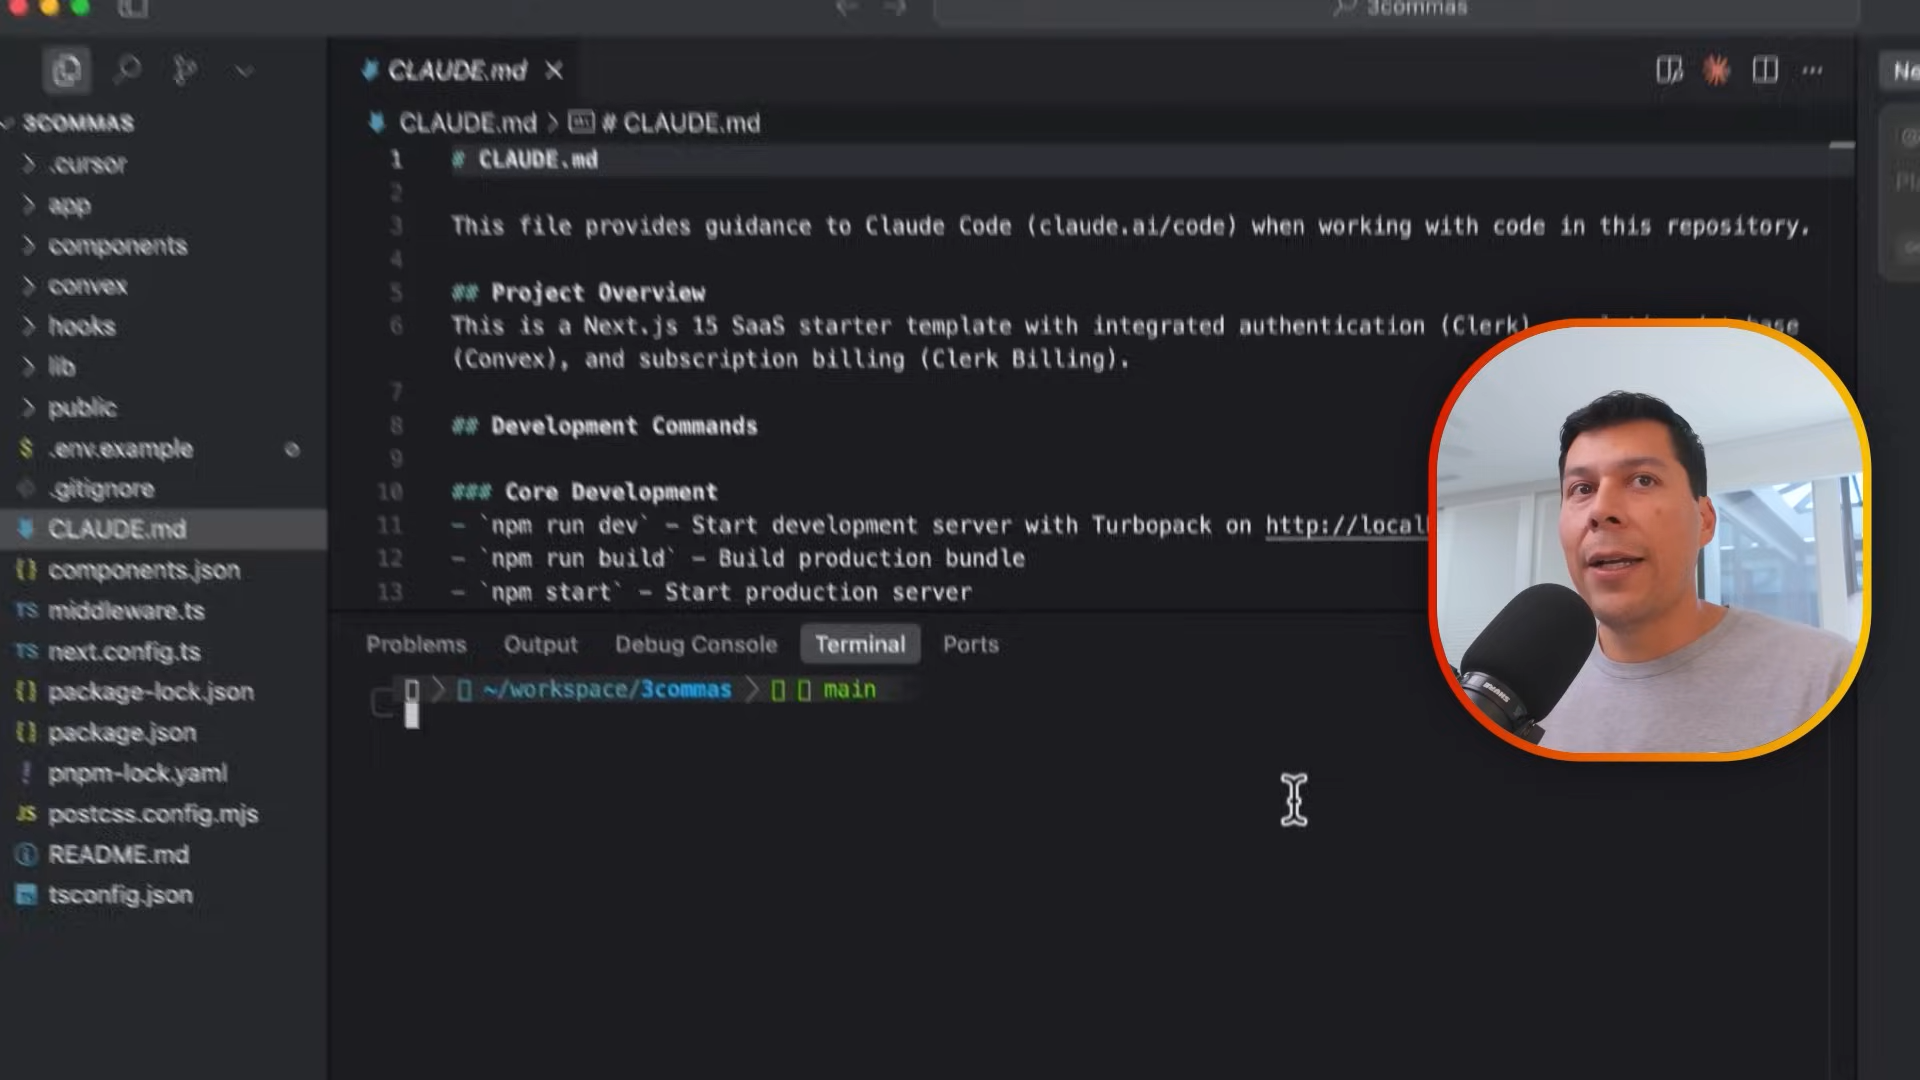 3commas
CLAUDE.md
CLAUDE.md > # CLAUDE.md
3COMMAS
.cursor
app
components
convex
hooks
lib
public
$ .env.example
.gitignore
CLAUDE.md
{} components.json
TS middleware.ts
TS next.config.ts
{} package-lock.json
{} package.json
! pnpm-lock.yaml
JS postcss.config.mjs
README.md
tsconfig.json
1 # CLAUDE.md
2
3 This file provides guidance to Claude Code (claude.ai/code) when working with code in this repository.
4
5 ## Project Overview
6 This is a Next.js 15 SaaS starter template with integrated authentication (Clerk)
(Convex), and subscription billing (Clerk Billing).
7
8 ## Development Commands
9
10 ### Core Development
11 - `npm run dev` - Start development server with Turbopack on http://local
12 - `npm run build` - Build production bundle
13 - `npm start` - Start production server
Problems Output Debug Console Terminal Ports
~/workspace/3commas > main